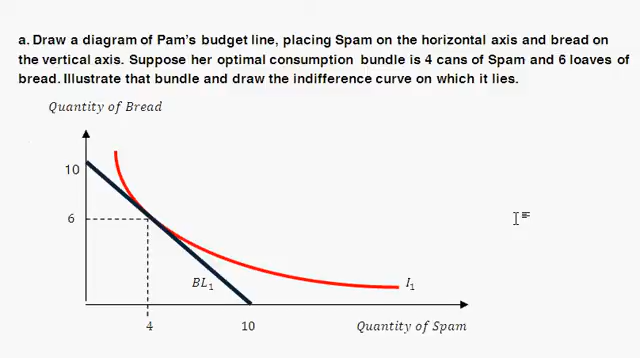 a. Draw a diagram of Pam's budget line, placing Spam on the horizontal axis and bread on
the vertical axis. Suppose her optimal consumption bundle is 4 cans of Spam and 6 loaves of
bread. Illustrate that bundle and draw the indifference curve on which it lies.
Quantity of Bread
10
6
BL₁
I₁
4
10
Quantity of Spam